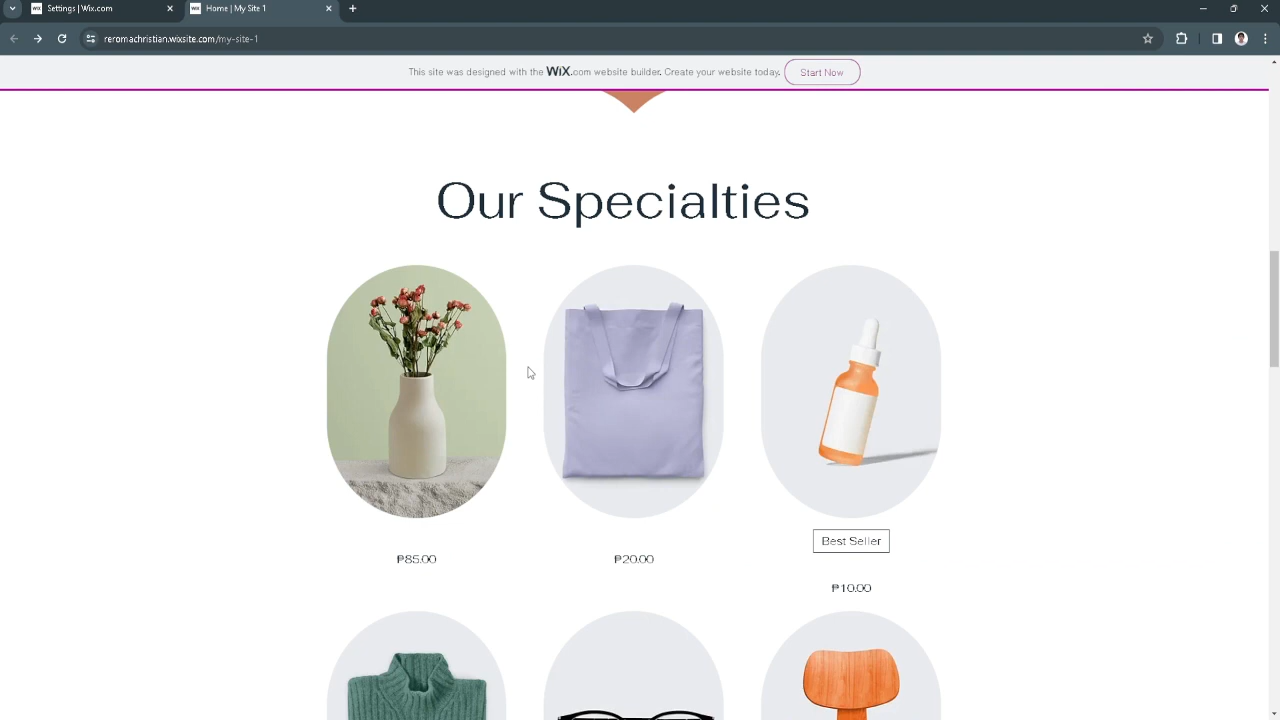 Settings | Wix.com
Home | My Site 1
reromachristian.wixsite.com/my-site-1
This site was designed with the WiX.com website builder. Create your website today.
Start Now
Our Specialties
Best Seller
₱85.00
₱20.00
₱10.00